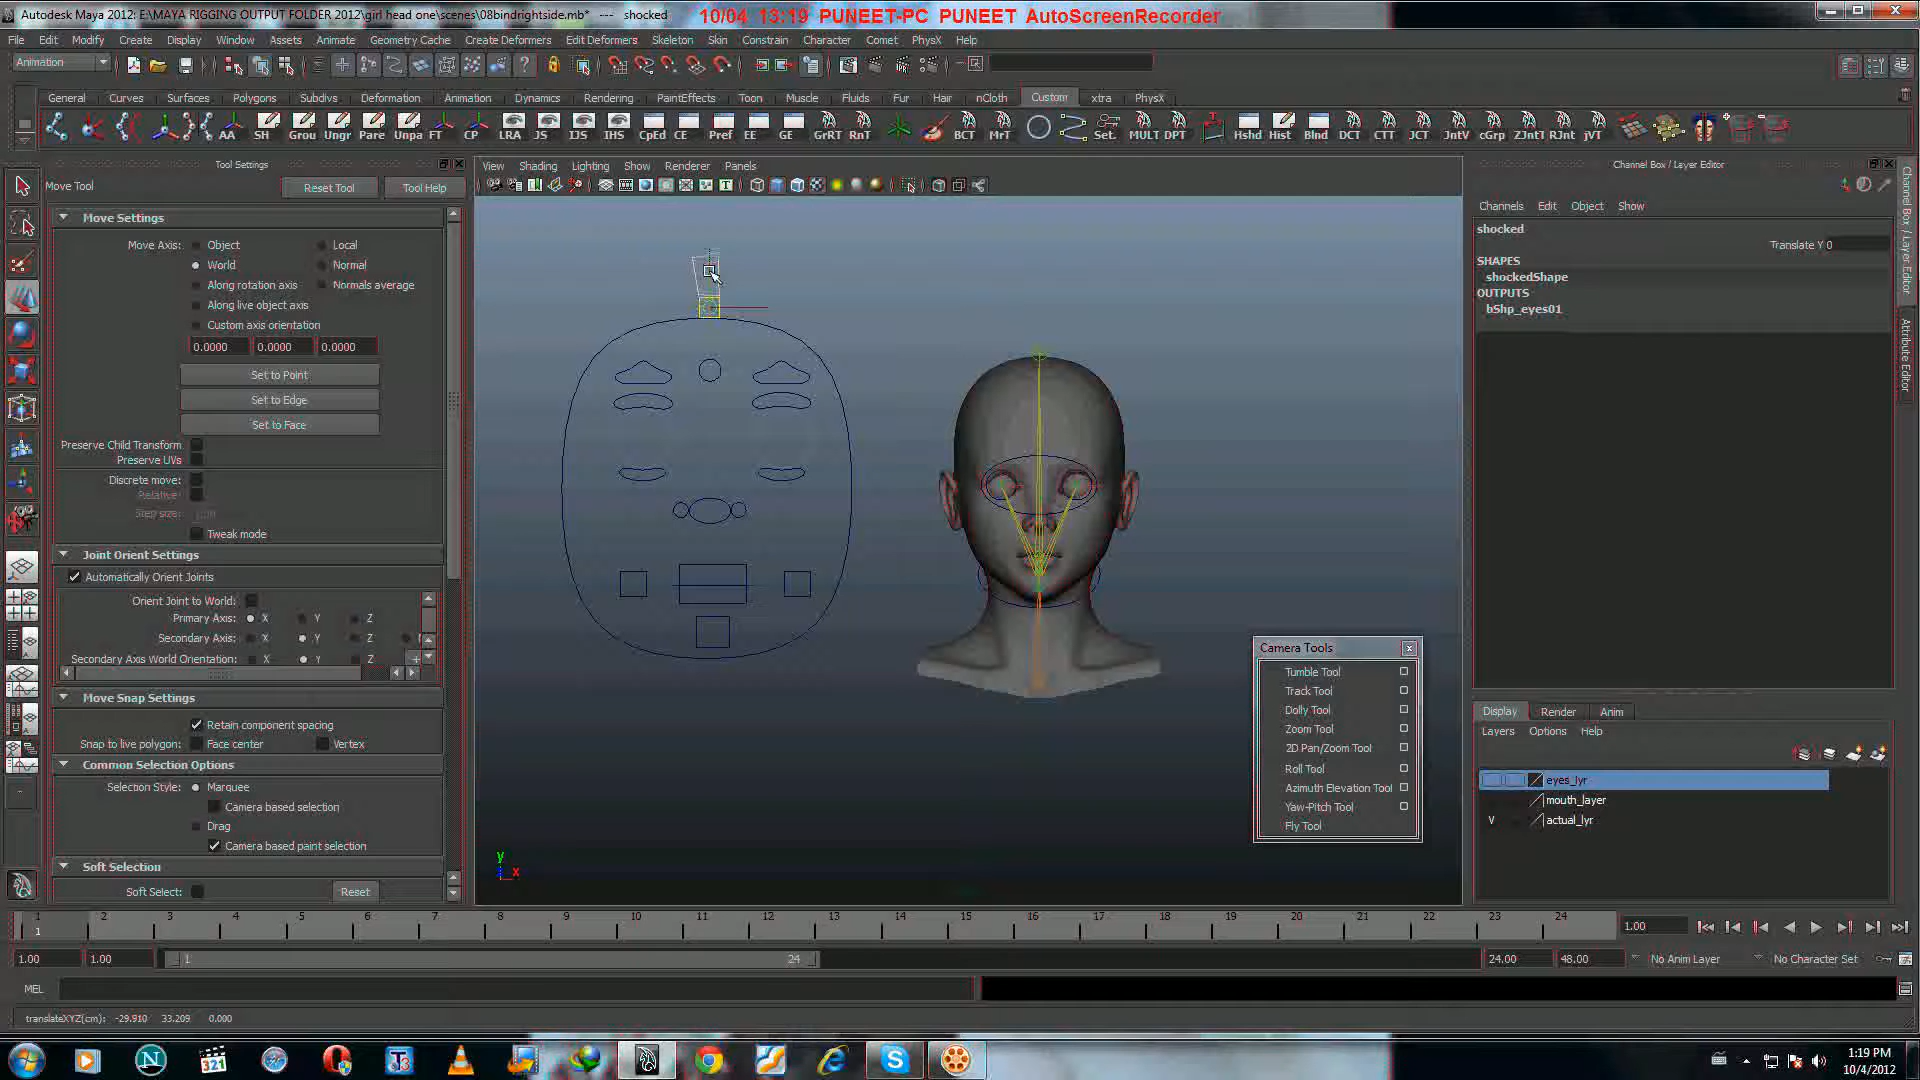 Autodesk Maya 2012: E:\MAYA RIGGING OUTPUT FOLDER 2012\girl head one\scenes\08bindrightside.mb* --- shocked
10/04 13:19 PUNEET-PC PUNEET AutoScreenRecorder
File Edit Modify Create Display Window Assets Animate Geometry Cache Create Deformers Edit Deformers Skeleton Skin Constrain Character Comet PhysX Help
Animation
General Curves Surfaces Polygons Subdivs Deformation Animation Dynamics Rendering PaintEffects Toon Muscle Fluids Fur Hair nCloth Custom xtra PhysX
AA SH Grou Ungr Pare Unpa FT CP LRA JS IJS IHS CpEd CE Pref EE GE GrRT RnT BCT MrT Set. MULT DPT Hshd Hist Blnd DCT CTT JCT JntV cGrp ZJntT RJnt jVT
Tool Settings
Move Tool Reset Tool Tool Help
Move Settings
Move Axis: Object Local
World Normal
Along rotation axis Normals average
Along live object axis
Custom axis orientation
0.0000 0.0000 0.0000
Set to Point
Set to Edge
Set to Face
Preserve Child Transform
Preserve UVs
Discrete move:
Relative:
Step size:
Tweak mode
Joint Orient Settings
Automatically Orient Joints
Orient Joint to World:
Primary Axis: X Y Z
Secondary Axis: X Y Z
Secondary Axis World Orientation: X Y Z
Move Snap Settings
Retain component spacing
Snap to live polygon: Face center Vertex
Common Selection Options
Selection Style: Marquee
Camera based selection
Drag
Camera based paint selection
Soft Selection
Soft Select: Reset
View Shading Lighting Show Renderer Panels
y
x
Camera Tools
Tumble Tool
Track Tool
Dolly Tool
Zoom Tool
2D Pan/Zoom Tool
Roll Tool
Azimuth Elevation Tool
Yaw-Pitch Tool
Fly Tool
Channel Box / Layer Editor
Channels Edit Object Show
shocked
Translate Y 0
SHAPES
shockedShape
OUTPUTS
bShp_eyes01
Channel Box / Layer Editor
Attribute Editor
Display Render Anim
Layers Options Help
eyes_lyr
mouth_layer
V actual_lyr
1 2 3 4 5 6 7 8 9 10 11 12 13 14 15 16 17 18 19 20 21 22 23 24
1
1.00
1.00 1.00 1 24 24.00 48.00 No Anim Layer No Character Set
MEL
translateXYZ(cm): -29.910 33.209 0.000
1:19 PM
10/4/2012